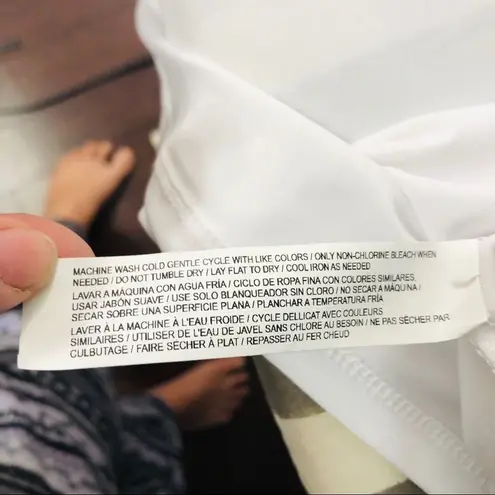 MACHINE WASH COLD GENTLE CYCLE WITH LIKE COLORS / ONLY NON-CHLORINE BLEACH WHEN
NEEDED / DO NOT TUMBLE DRY / LAY FLAT TO DRY / COOL IRON AS NEEDED
LAVAR A MÀQUINA CON AGUA FRÍA / CICLO DE ROPA FINA CON COLORES SIMILARES,
USAR JABÓN SUAVE / USE SOLO BLANQUEADOR SIN CLORO / NO SECAR A MÀQUINA /
SECAR SOBRE UNA SUPERFICIE PLANA / PLANCHAR A TEMPERATURA FRÍA
LAVER À LA MACHINE À L'EAU FROIDE / CYCLE DELLICAT AVEC COULEURS
SIMILAIRES / UTILISER DE L'EAU DE JAVEL SANS CHLORE AU BESOIN / NE PAS SÉCHER PAR
CULBUTAGE / FAIRE SÉCHER À PLAT / REPASSER AU FER CHEUD